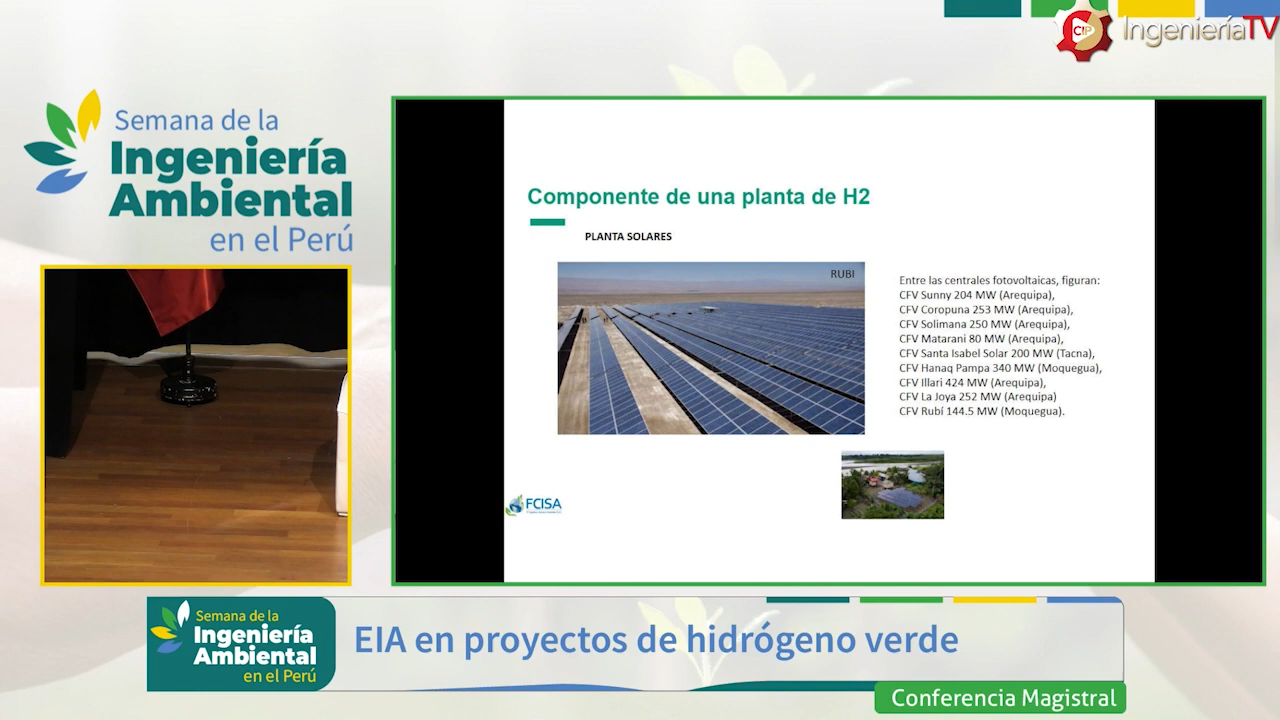 CIP IngenieríaTV
Semana de la
Ingeniería
Ambiental
en el Perú
Componente de una planta de H2
PLANTA SOLARES
RUBI
Entre las centrales fotovoltaicas, figuran:
CFV Sunny 204 MW (Arequipa),
CFV Coropuna 253 MW (Arequipa),
CFV Solimana 250 MW (Arequipa),
CFV Matarani 80 MW (Arequipa),
CFV Santa Isabel Solar 200 MW (Tacna),
CFV Hanaq Pampa 340 MW (Moquegua),
CFV Illari 424 MW (Arequipa),
CFV La Joya 252 MW (Arequipa)
CFV Rubí 144.5 MW (Moquegua).
FCISA
Semana de la
Ingeniería
Ambiental
en el Perú
EIA en proyectos de hidrógeno verde
Conferencia Magistral